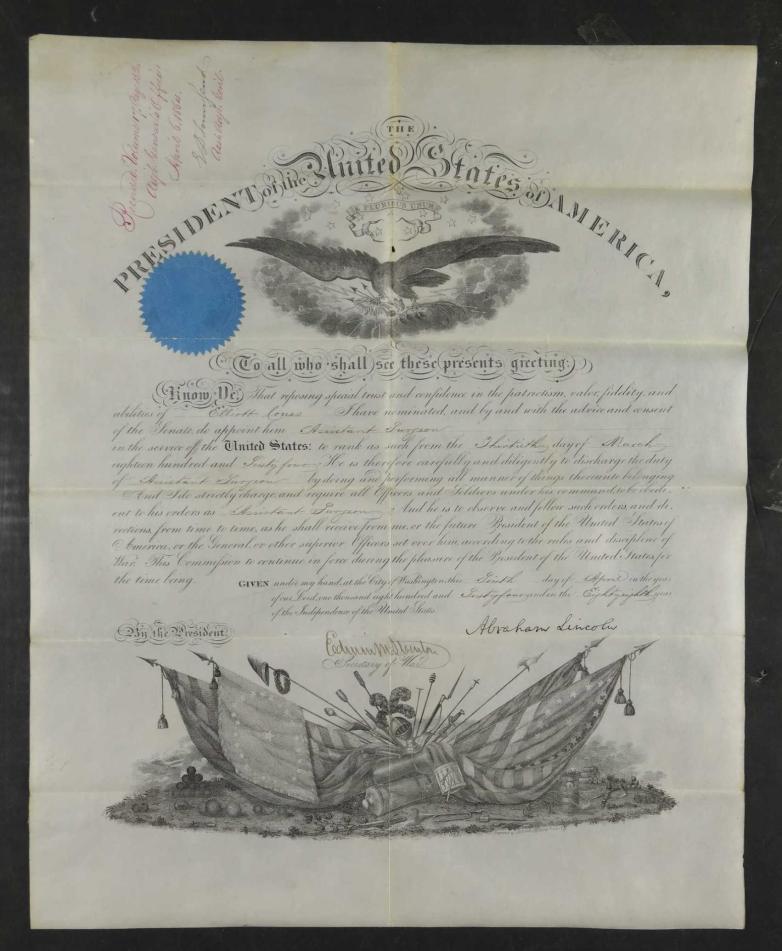 Recorded Volume
Adjt. General's Office
April 6, 1864.
E D Townsend
Asst Adjt Genl.
THE
PRESIDENT of the United States of AMERICA,
E PLURIBUS UNUM
To all who shall see these presents greeting:
Know Ye, That reposing special trust and confidence in the patriotism, valor, fidelity, and
abilities of Elliott Coues I have nominated, and by and with the advice and consent
of the Senate, do appoint him Assistant Surgeon
in the service of the United States: to rank as such from the Thirtieth day of March
eighteen hundred and Sixty four. He is therefore carefully and diligently to discharge the duty
of Assistant Surgeon by doing and performing all manner of things thereunto belonging.
And I do strictly charge, and require all Officers and Soldiers under his command, to be obedi-
ent to his orders as Assistant Surgeon. And he is to observe and follow such orders, and di-
rections, from time to time, as he shall receive from me, or the future President of the United States of
America, or the General, or other superior Officers set over him, according to the rules and discipline of
War. This Commission to continue in force during the pleasure of the President of the United States, for
the time being.
GIVEN under my hand, at the City of Washington, this day of April in the year
of our Lord, one thousand eight hundred and Sixty four and in the Eighty eighth year
of the Independence of the United States.
By the President,
Abraham Lincoln
Edwin M Stanton
Secretary of War.